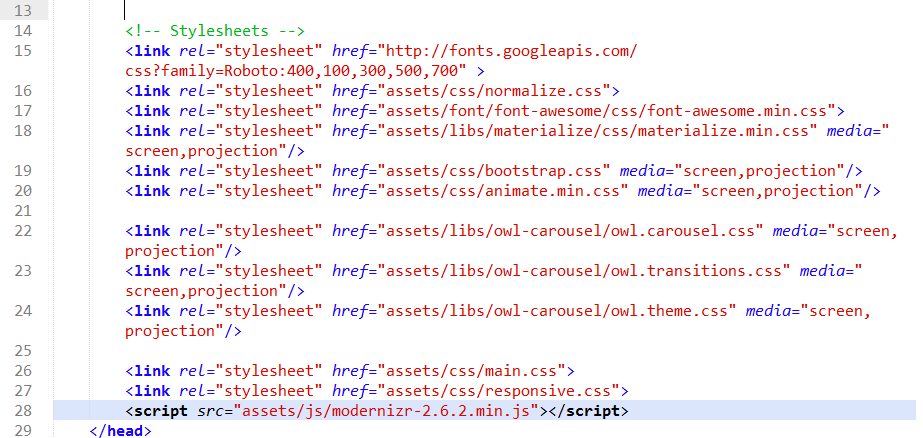 13
14 <!-- Stylesheets -->
15 <link rel="stylesheet" href="http://fonts.googleapis.com/
css?family=Roboto:400,100,300,500,700" >
16 <link rel="stylesheet" href="assets/css/normalize.css">
17 <link rel="stylesheet" href="assets/font/font-awesome/css/font-awesome.min.css">
18 <link rel="stylesheet" href="assets/libs/materialize/css/materialize.min.css" media="
screen,projection"/>
19 <link rel="stylesheet" href="assets/css/bootstrap.css" media="screen,projection"/>
20 <link rel="stylesheet" href="assets/css/animate.min.css" media="screen,projection"/>
21
22 <link rel="stylesheet" href="assets/libs/owl-carousel/owl.carousel.css" media="screen,
projection"/>
23 <link rel="stylesheet" href="assets/libs/owl-carousel/owl.transitions.css" media="
screen,projection"/>
24 <link rel="stylesheet" href="assets/libs/owl-carousel/owl.theme.css" media="screen,
projection"/>
25
26 <link rel="stylesheet" href="assets/css/main.css">
27 <link rel="stylesheet" href="assets/css/responsive.css">
28 <script src="assets/js/modernizr-2.6.2.min.js"></script>
29 </head>